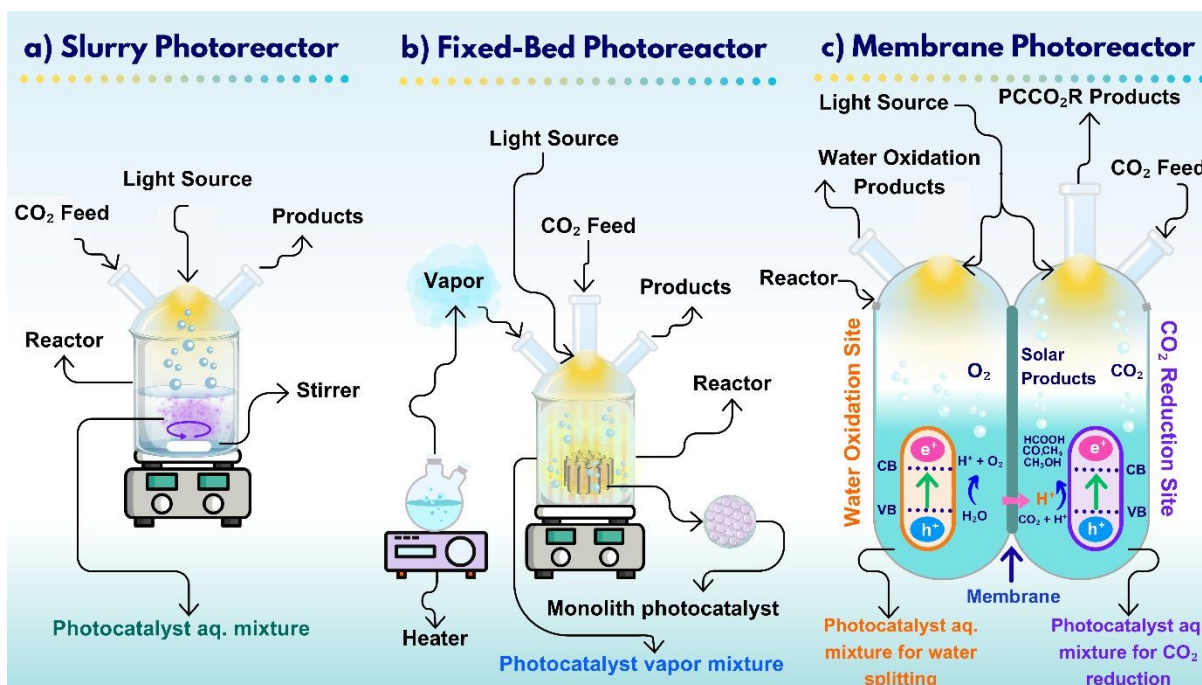 a) Slurry Photoreactor
Light Source
CO₂ Feed
Products
Reactor
Stirrer
Photocatalyst aq. mixture
b) Fixed-Bed Photoreactor
Light Source
CO₂ Feed
Vapor
Products
Reactor
Monolith photocatalyst
Heater
Photocatalyst vapor mixture
c) Membrane Photoreactor
Light Source
PCCO₂R Products
Water Oxidation
Products
CO₂ Feed
Reactor
Water Oxidation Site
O₂
Solar
Products
CO₂
CO₂ Reduction Site
e⁺
CB
VB
h⁺
H⁺ + O₂
H₂O
H⁺
HCOOH
CH₃OH
CO₂ + H⁺
e⁺
CB
VB
h⁺
Membrane
Photocatalyst aq.
mixture for water
splitting
Photocatalyst aq
mixture for CO₂
reduction